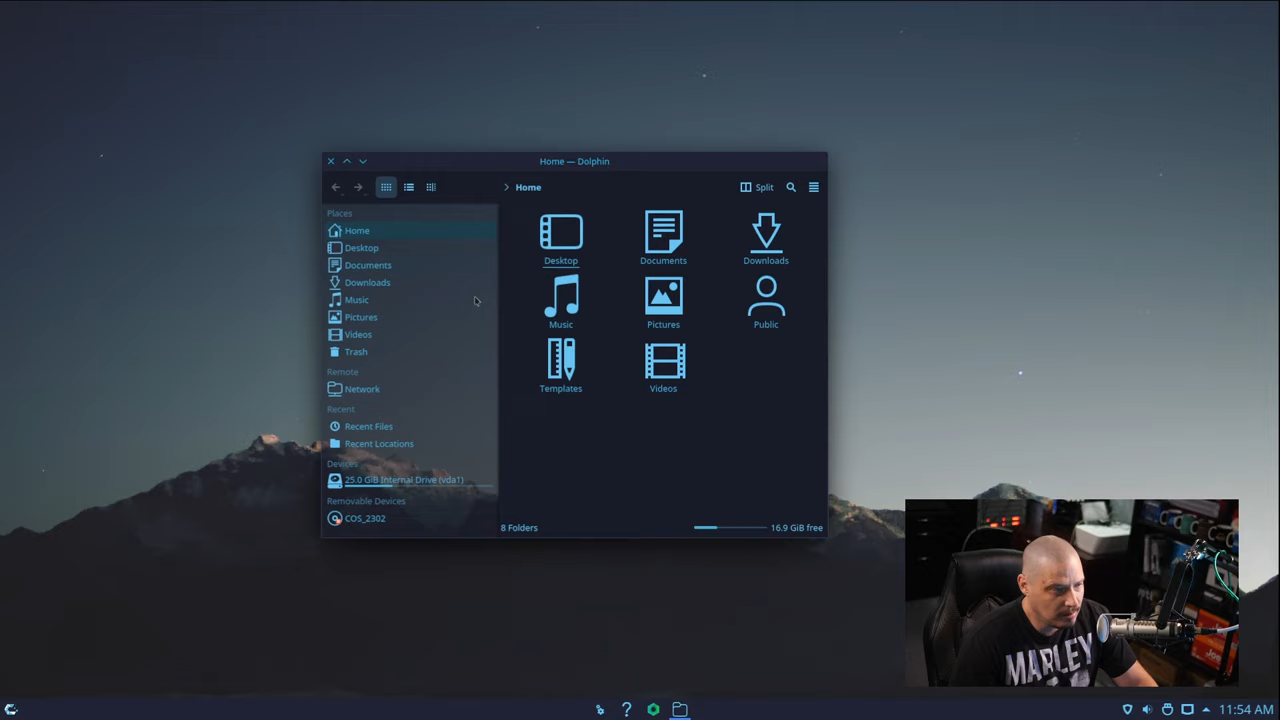 Home — Dolphin
Home
Split
Places
Home
Desktop
Documents
Downloads
Music
Pictures
Videos
Trash
Remote
Network
Recent
Recent Files
Recent Locations
Devices
25.0 GiB Internal Drive (vda1)
Removable Devices
COS_2302
Desktop
Documents
Downloads
Music
Pictures
Public
Templates
Videos
8 Folders
16.9 GiB free
MARLEY
?
11:54 AM